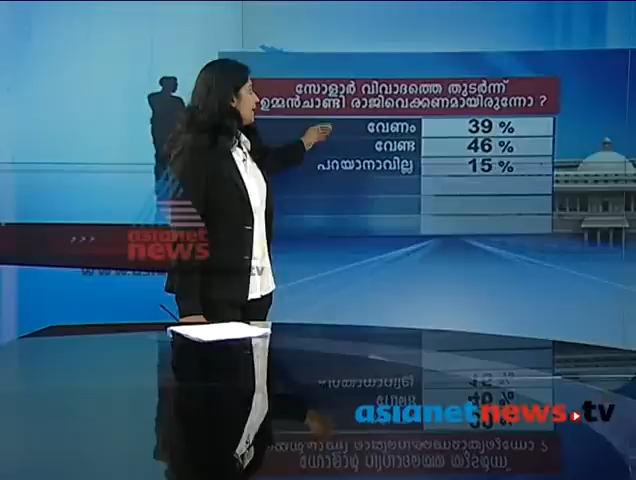 സോളാർ വിവാദത്തെ തുടർന്ന്
ഉമ്മൻചാണ്ടി രാജിവെക്കണമായിരുന്നോ ?
വേണം 39 %
വേണ്ട 46 %
പറയാനാവില്ല 15 %
asianet
news
asianetnews.tv